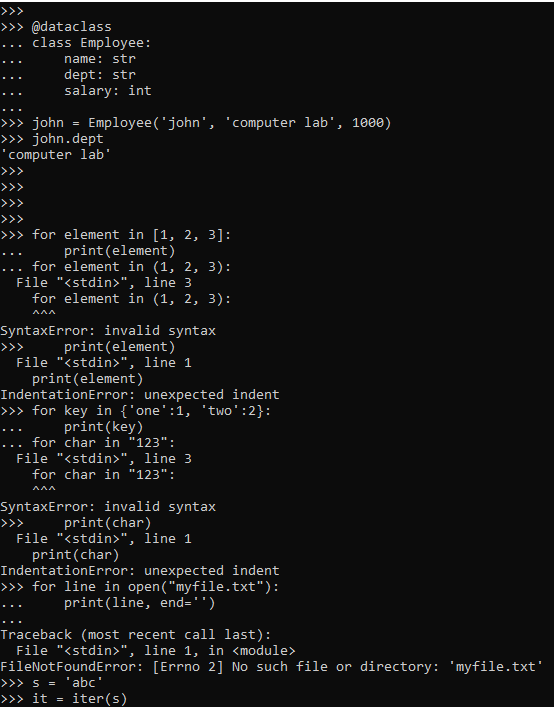 >>>
>>> @dataclass
... class Employee:
...     name: str
...     dept: str
...     salary: int
...
>>> john = Employee('john', 'computer lab', 1000)
>>> john.dept
'computer lab'
>>>
>>>
>>>
>>>
>>> for element in [1, 2, 3]:
...     print(element)
... for element in (1, 2, 3):
  File "<stdin>", line 3
    for element in (1, 2, 3):
    ^^^
SyntaxError: invalid syntax
>>>     print(element)
  File "<stdin>", line 1
    print(element)
IndentationError: unexpected indent
>>> for key in {'one':1, 'two':2}:
...     print(key)
... for char in "123":
  File "<stdin>", line 3
    for char in "123":
    ^^^
SyntaxError: invalid syntax
>>>     print(char)
  File "<stdin>", line 1
    print(char)
IndentationError: unexpected indent
>>> for line in open("myfile.txt"):
...     print(line, end='')
...
Traceback (most recent call last):
  File "<stdin>", line 1, in <module>
FileNotFoundError: [Errno 2] No such file or directory: 'myfile.txt'
>>> s = 'abc'
>>> it = iter(s)